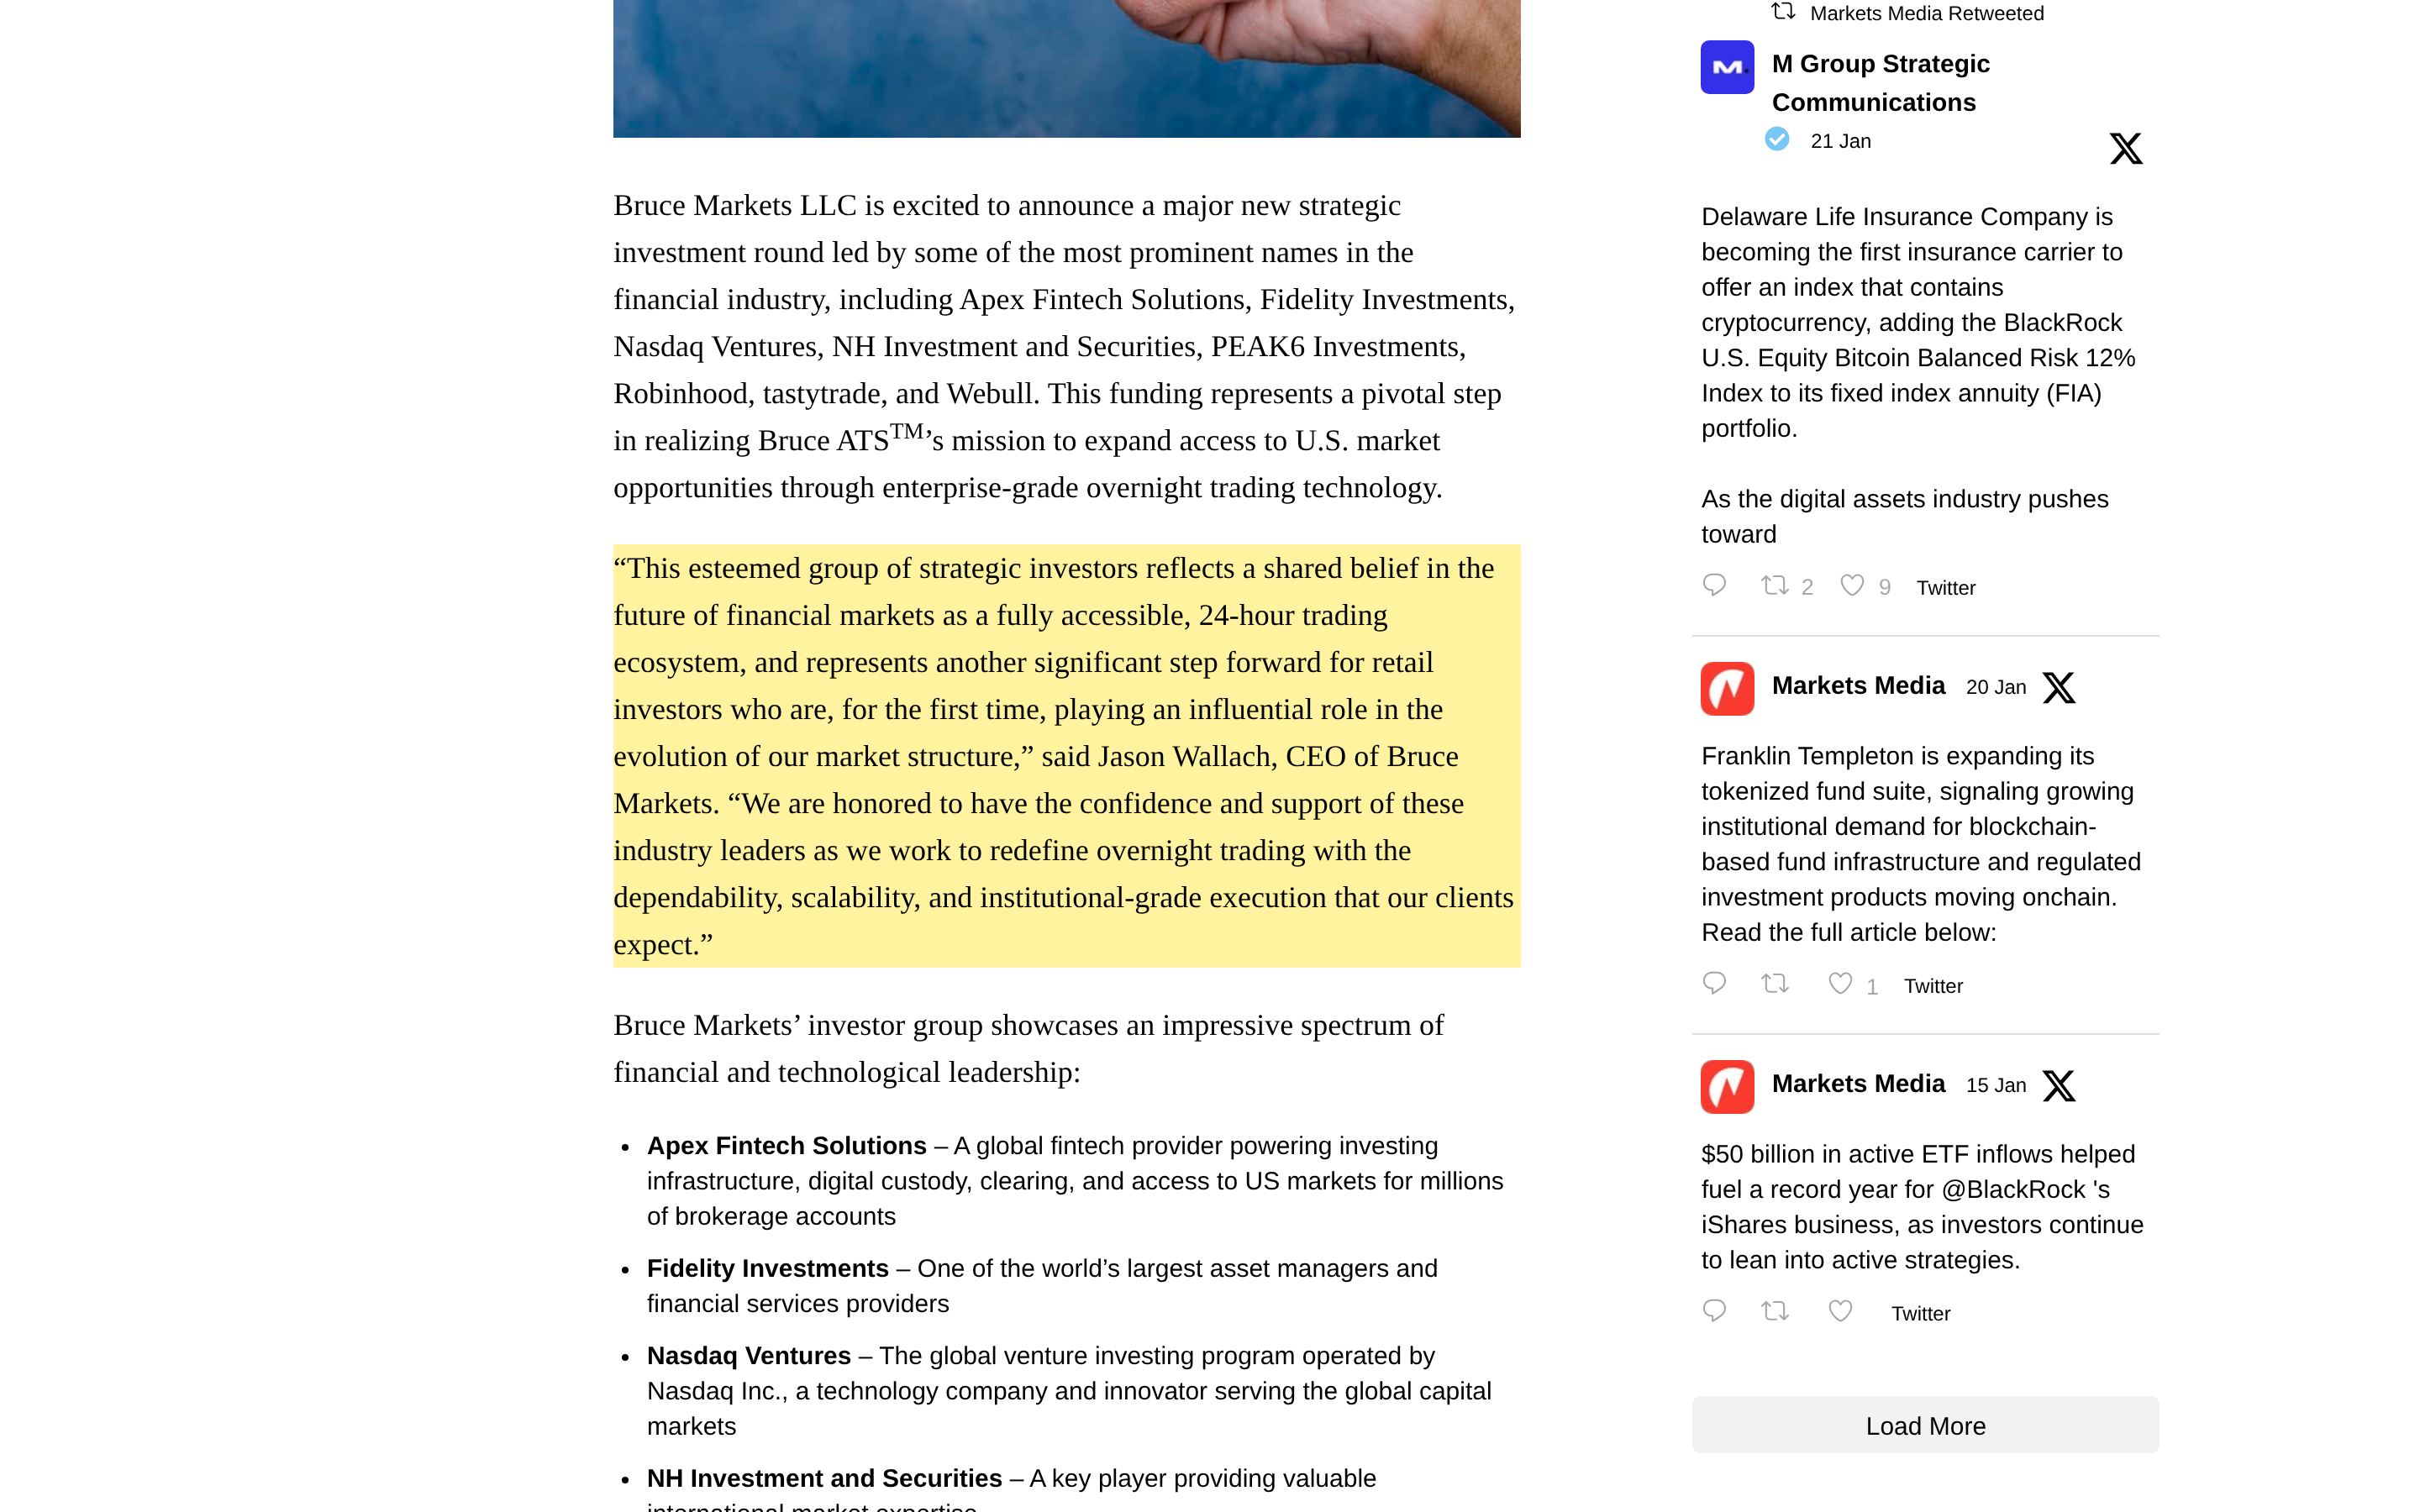 Bruce Markets LLC is excited to announce a major new strategic
investment round led by some of the most prominent names in the
financial industry, including Apex Fintech Solutions, Fidelity Investments,
Nasdaq Ventures, NH Investment and Securities, PEAK6 Investments,
Robinhood, tastytrade, and Webull. This funding represents a pivotal step
in realizing Bruce ATSTM’s mission to expand access to U.S. market
opportunities through enterprise-grade overnight trading technology.
“This esteemed group of strategic investors reflects a shared belief in the
future of financial markets as a fully accessible, 24-hour trading
ecosystem, and represents another significant step forward for retail
investors who are, for the first time, playing an influential role in the
evolution of our market structure,” said Jason Wallach, CEO of Bruce
Markets. “We are honored to have the confidence and support of these
industry leaders as we work to redefine overnight trading with the
dependability, scalability, and institutional-grade execution that our clients
expect.”
Bruce Markets’ investor group showcases an impressive spectrum of
financial and technological leadership:
• Apex Fintech Solutions – A global fintech provider powering investing
infrastructure, digital custody, clearing, and access to US markets for millions
of brokerage accounts
• Fidelity Investments – One of the world’s largest asset managers and
financial services providers
• Nasdaq Ventures – The global venture investing program operated by
Nasdaq Inc., a technology company and innovator serving the global capital
markets
• NH Investment and Securities – A key player providing valuable
international market expertise
Markets Media Retweeted
M Group Strategic
Communications
21 Jan
Delaware Life Insurance Company is
becoming the first insurance carrier to
offer an index that contains
cryptocurrency, adding the BlackRock
U.S. Equity Bitcoin Balanced Risk 12%
Index to its fixed index annuity (FIA)
portfolio.
As the digital assets industry pushes
toward
2 9 Twitter
Markets Media 20 Jan
Franklin Templeton is expanding its
tokenized fund suite, signaling growing
institutional demand for blockchain-
based fund infrastructure and regulated
investment products moving onchain.
Read the full article below:
1 Twitter
Markets Media 15 Jan
$50 billion in active ETF inflows helped
fuel a record year for @BlackRock 's
iShares business, as investors continue
to lean into active strategies.
Twitter
Load More